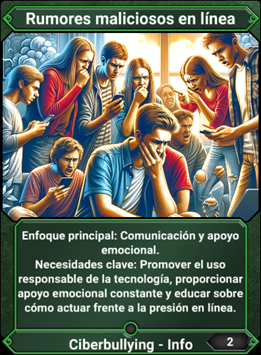 Rumores maliciosos en línea
Enfoque principal: Comunicación y apoyo
emocional.
Necesidades clave: Promover el uso
responsable de la tecnología, proporcionar
apoyo emocional constante y educar sobre
cómo actuar frente a la presión en línea.
Ciberbullying - Info
2